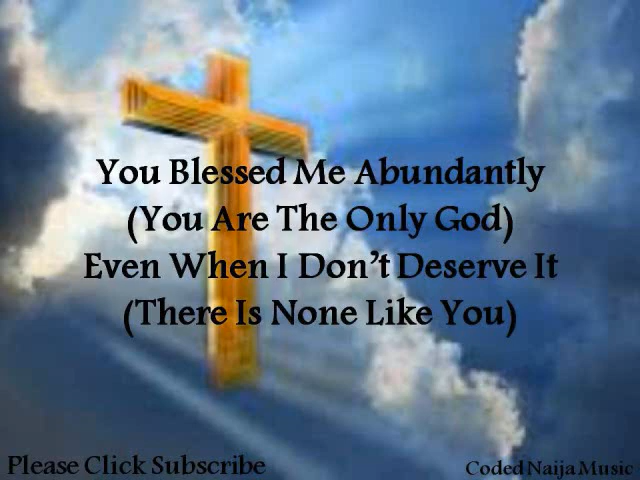 You Blessed Me Abundantly
(You Are The Only God)
Even When I Don't Deserve It
(There Is None Like You)
Please Click Subscribe
Coded Naija Music